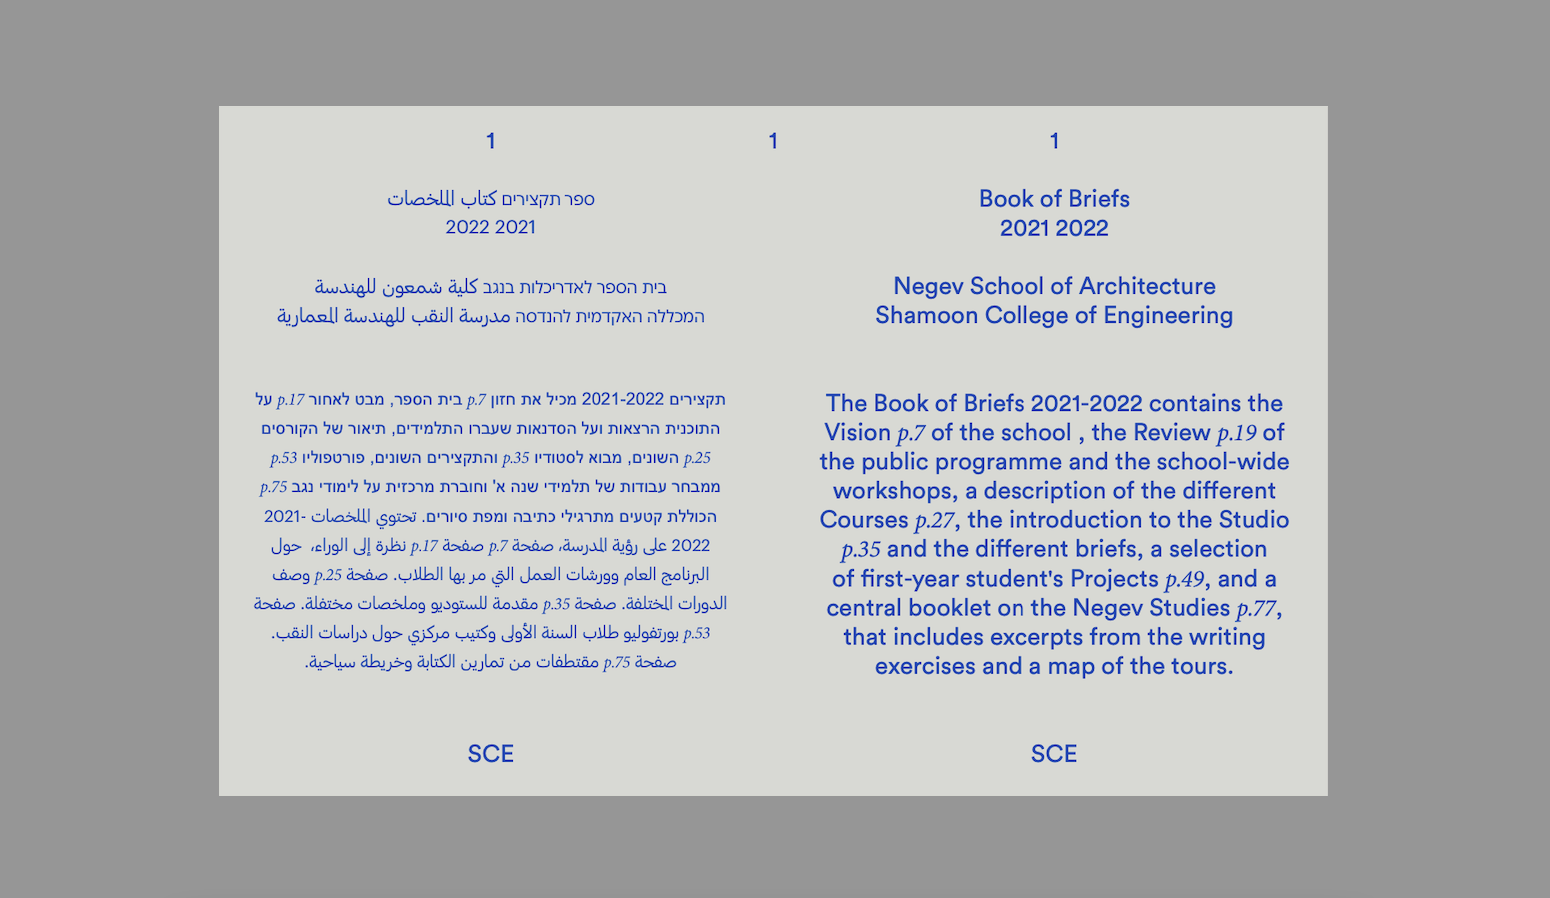 1
ספר תקצירים كتاب الملخصات
2021 2022
בית הספר לאדריכלות בנגב كلية شمعون للهندسة
המכללה האקדמית להנדסה مدرسة النقب للهندسة المعمارية
תקצירים 2021-2022 מכיל את חזון p.7 בית הספר, מבט לאחור p.17 על
התוכנית הרצאות ועל הסדנאות שעברו התלמידים, תיאור של הקורסים
p.25 השונים, מבוא לסטודיו p.35 והתקצירים השונים, פורטפוליו p.53
ממבחר עבודות של תלמידי שנה א' וחוברת מרכזית על לימודי נגב p.75
הכוללת קטעים מתרגילי כתיבה ומפת סיורים. تحتوي الملخصات 2021-
2022 على رؤية المدرسة، صفحة p.7 صفحة p.17 نظرة إلى الوراء، حول
البرنامج العام وورشات العمل التي مر بها الطلاب. صفحة p.25 وصف
الدورات المختلفة. صفحة p.35 مقدمة للستوديو وملخصات مختفلة. صفحة
p.53 بورتفوليو طلاب السنة الأولى وكتيب مركزي حول دراسات النقب.
صفحة p.75 مقتطفات من تمارين الكتابة وخريطة سياحية.
SCE
1
1
Book of Briefs
2021 2022
Negev School of Architecture
Shamoon College of Engineering
The Book of Briefs 2021-2022 contains the
Vision p.7 of the school , the Review p.19 of
the public programme and the school-wide
workshops, a description of the different
Courses p.27, the introduction to the Studio
p.35 and the different briefs, a selection
of first-year student's Projects p.49, and a
central booklet on the Negev Studies p.77,
that includes excerpts from the writing
exercises and a map of the tours.
SCE